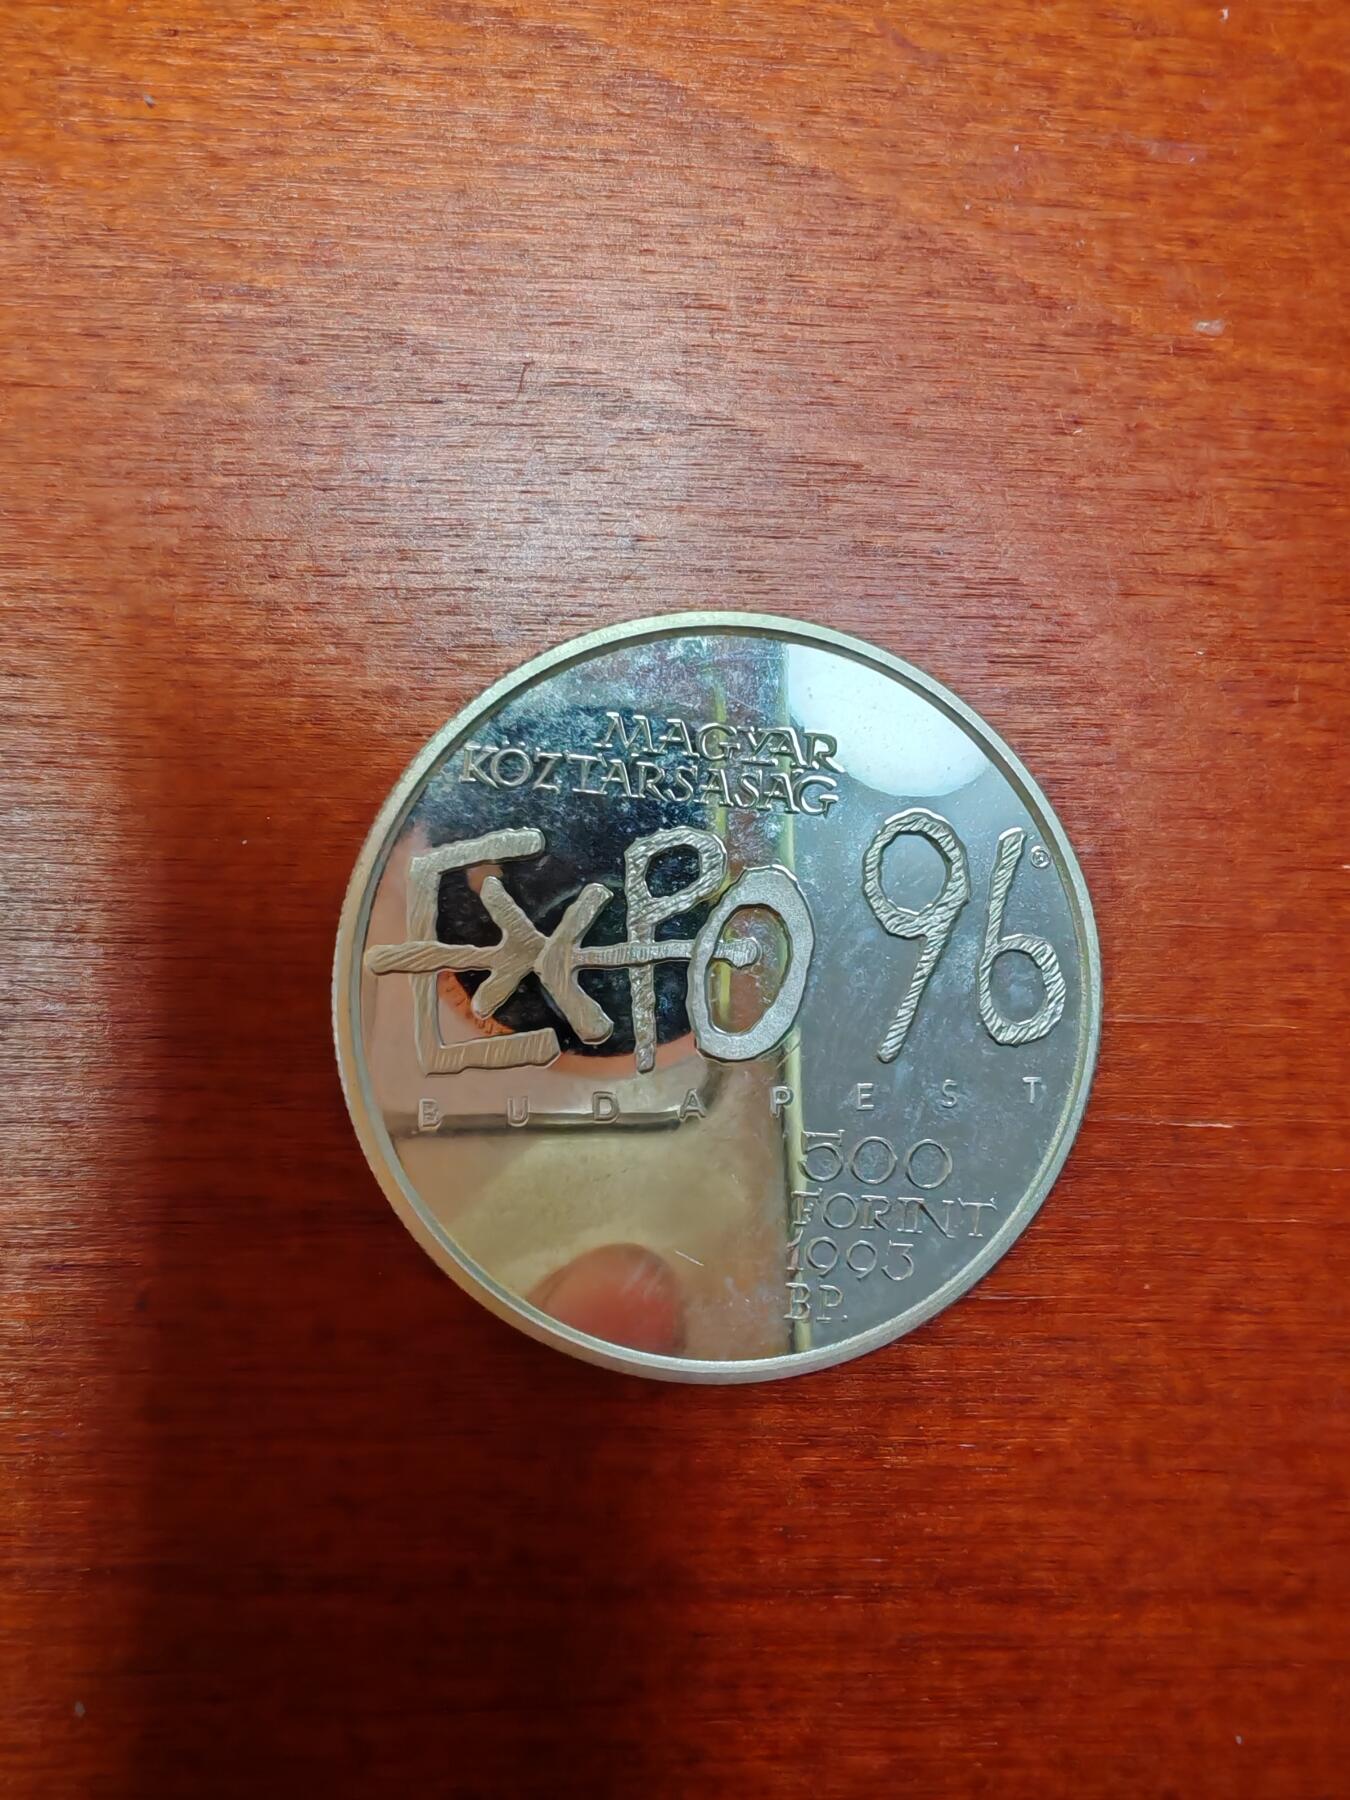 MAGYAR
KÖZTÁRSASÁG
EXPO 96
BUDAPEST
500
FORINT
1993
BP.